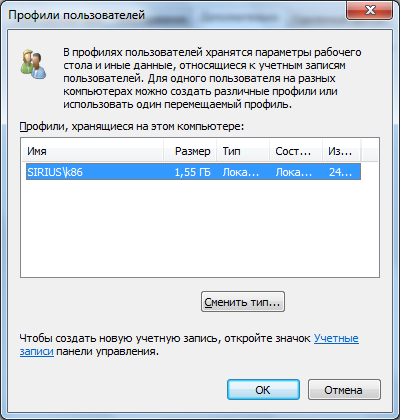 Профили пользователей
В профилях пользователей хранятся параметры рабочего
стола и иные данные, относящиеся к учетным записям
пользователей. Для одного пользователя на разных
компьютерах можно создать различные профили или
использовать один перемещаемый профиль.
Профили, хранящиеся на этом компьютере:
Имя Размер Тип Сост... Из...
SIRIUS\k86 1,55 ГБ Лока... Лока... 24...
Сменить тип...
Чтобы создать новую учетную запись, откройте значок Учетные
записи панели управления.
ОК Отмена